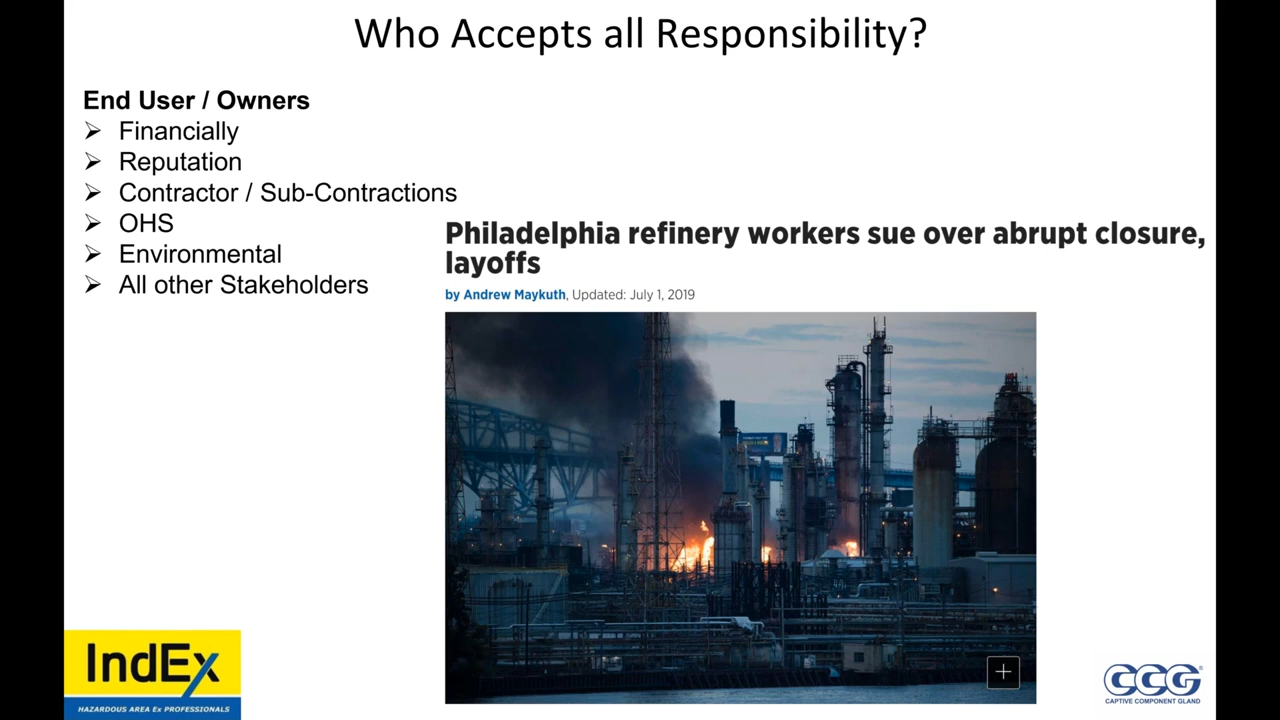 Who Accepts all Responsibility?
End User / Owners
Financially
Reputation
Contractor / Sub-Contractions
OHS
Environmental
All other Stakeholders
Philadelphia refinery workers sue over abrupt closure,
layoffs
by Andrew Maykuth, Updated: July 1, 2019
IndEx
HAZARDOUS AREA Ex PROFESSIONALS
CCG®
CAPTIVE COMPONENT GLAND